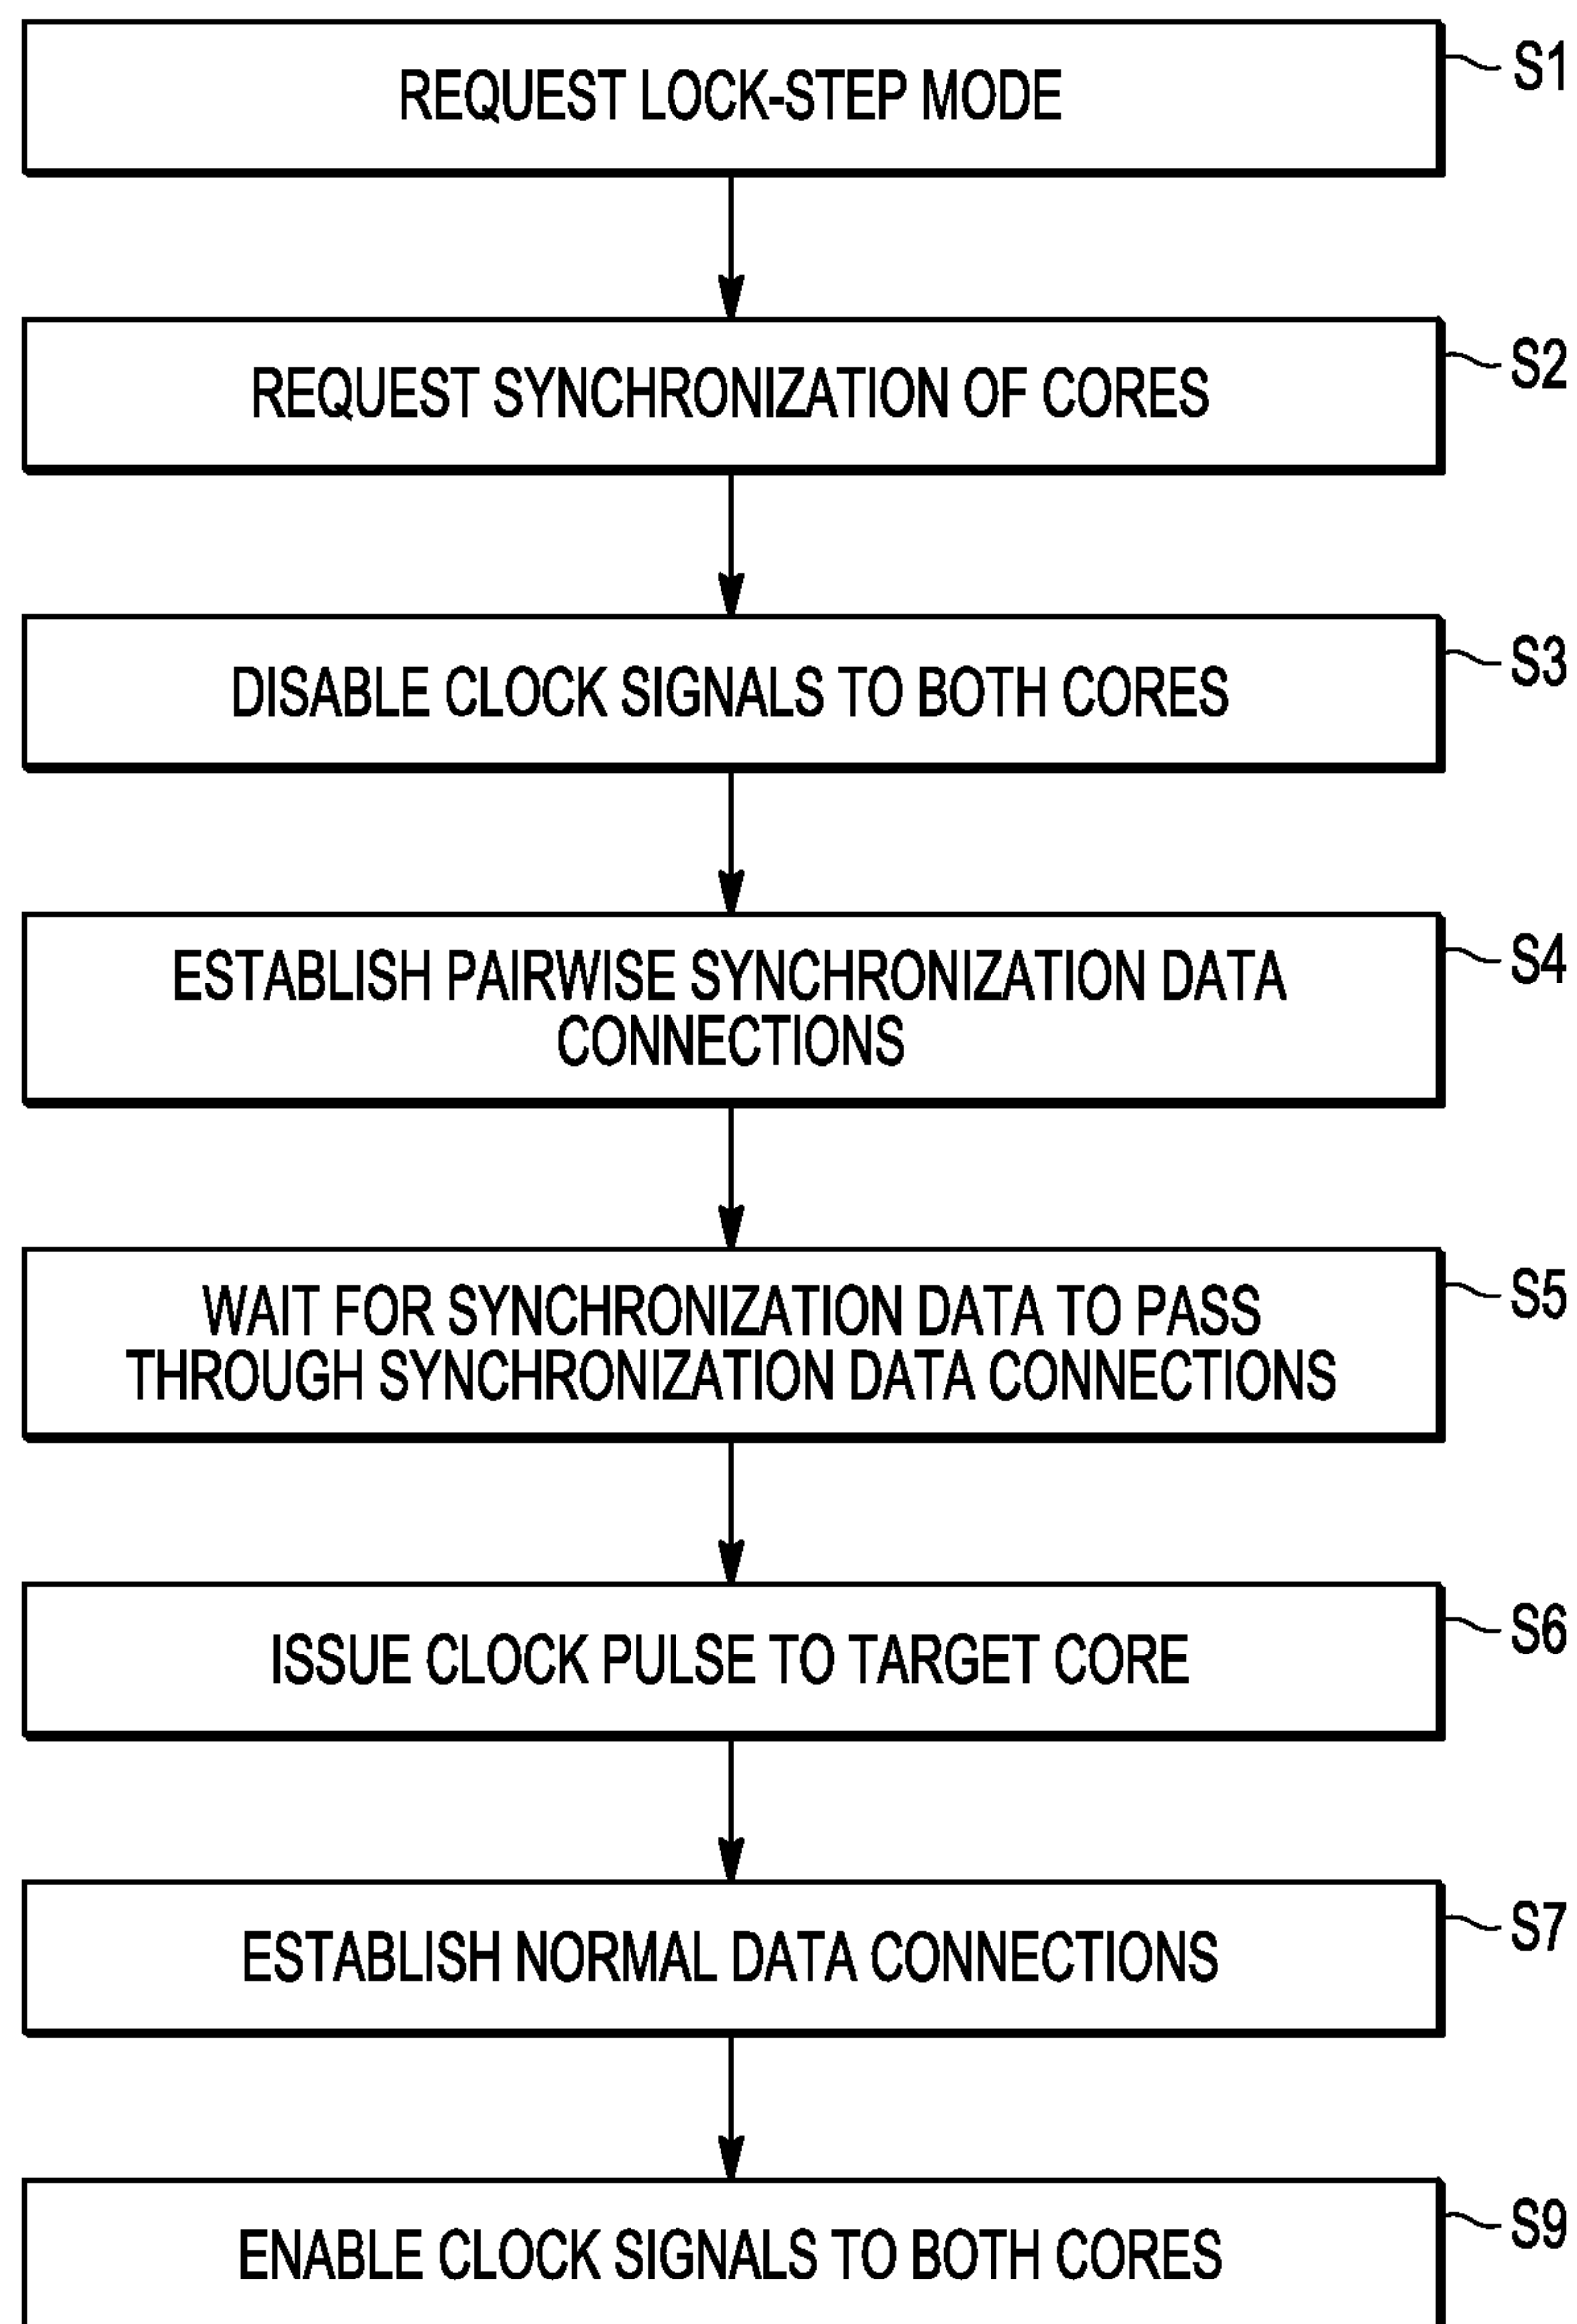 REQUEST LOCK-STEP MODE
S1
REQUEST SYNCHRONIZATION OF CORES
S2
DISABLE CLOCK SIGNALS TO BOTH CORES
S3
ESTABLISH PAIRWISE SYNCHRONIZATION DATA
CONNECTIONS
S4
WAIT FOR SYNCHRONIZATION DATA TO PASS
THROUGH SYNCHRONIZATION DATA CONNECTIONS
S5
ISSUE CLOCK PULSE TO TARGET CORE
S6
ESTABLISH NORMAL DATA CONNECTIONS
S7
ENABLE CLOCK SIGNALS TO BOTH CORES
S9